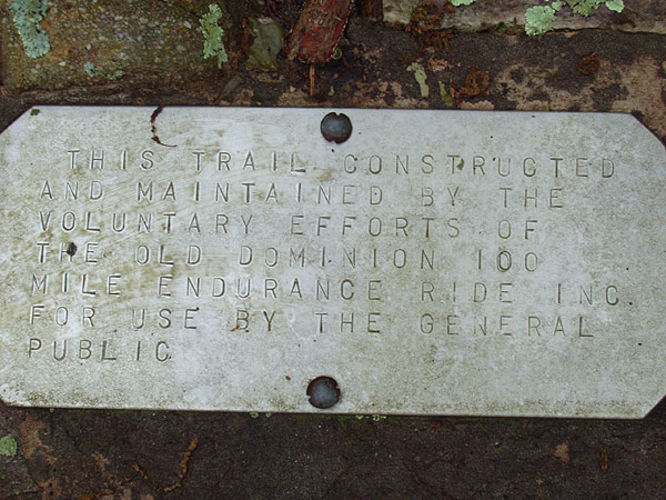 THIS TRAIL CONSTRUCTED
AND MAINTAINED BY THE
VOLUNTARY EFFORTS OF
THE OLD DOMINION 100
MILE ENDURANCE RIDE INC.
FOR USE BY THE GENERAL
PUBLIC